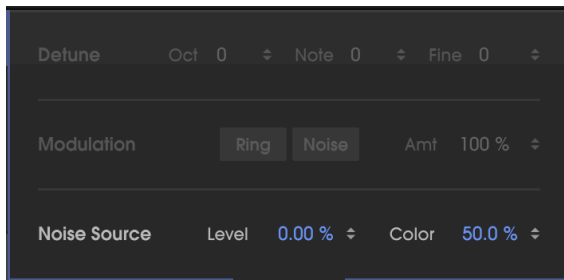 Detune Oct 0 Note 0 Fine 0
Modulation Ring Noise Amt 100 %
Noise Source Level 0.00 % Color 50.0 %